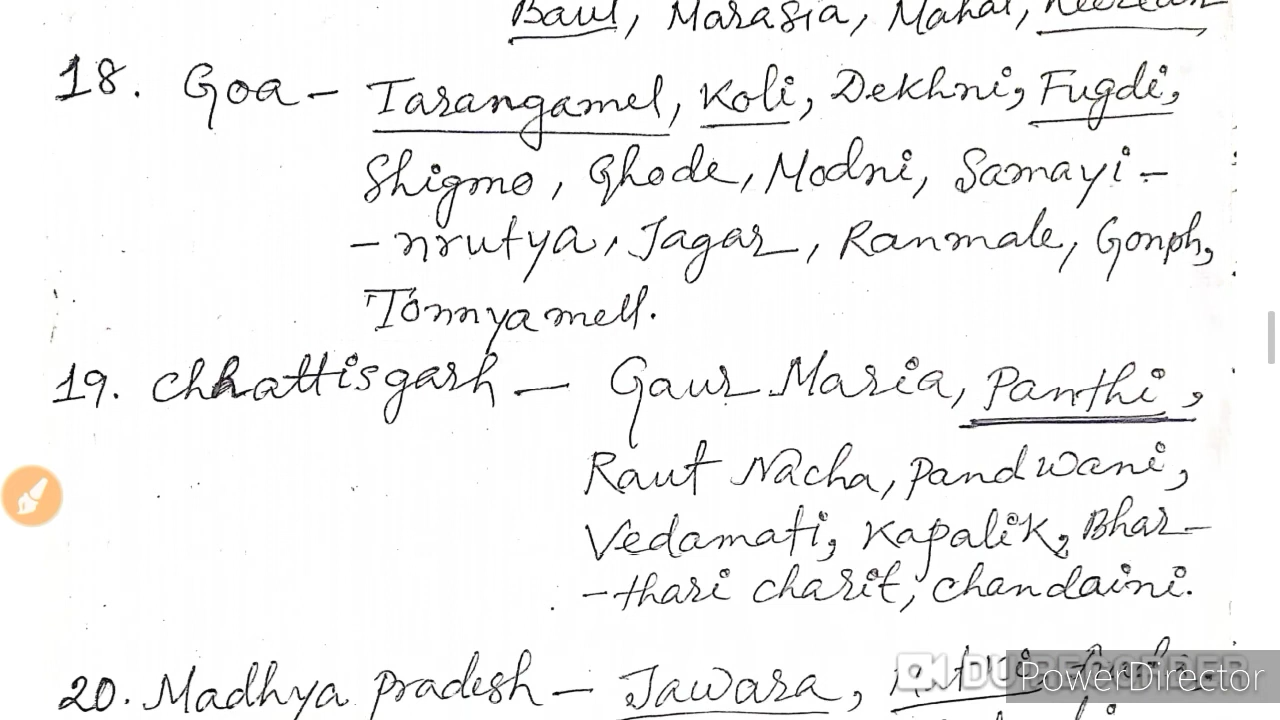 Baul, Marasia, Mahal,
18. Goa - Tarangamel, Koli, Dekhni, Fugdi,
Shigmo, Ghode, Modni, Samayi-
-nrutya, Jagar, Ranmale, Gonph,
Tonnyamell.
19. Chhattisgarh - Gaur Maria, Panthi,
Raut Nacha, Pandwani,
Vedamati, Kapalik, Bhar-
-thari charit, chandaini.
20. Madhya pradesh - Jawara,
PowerDirector